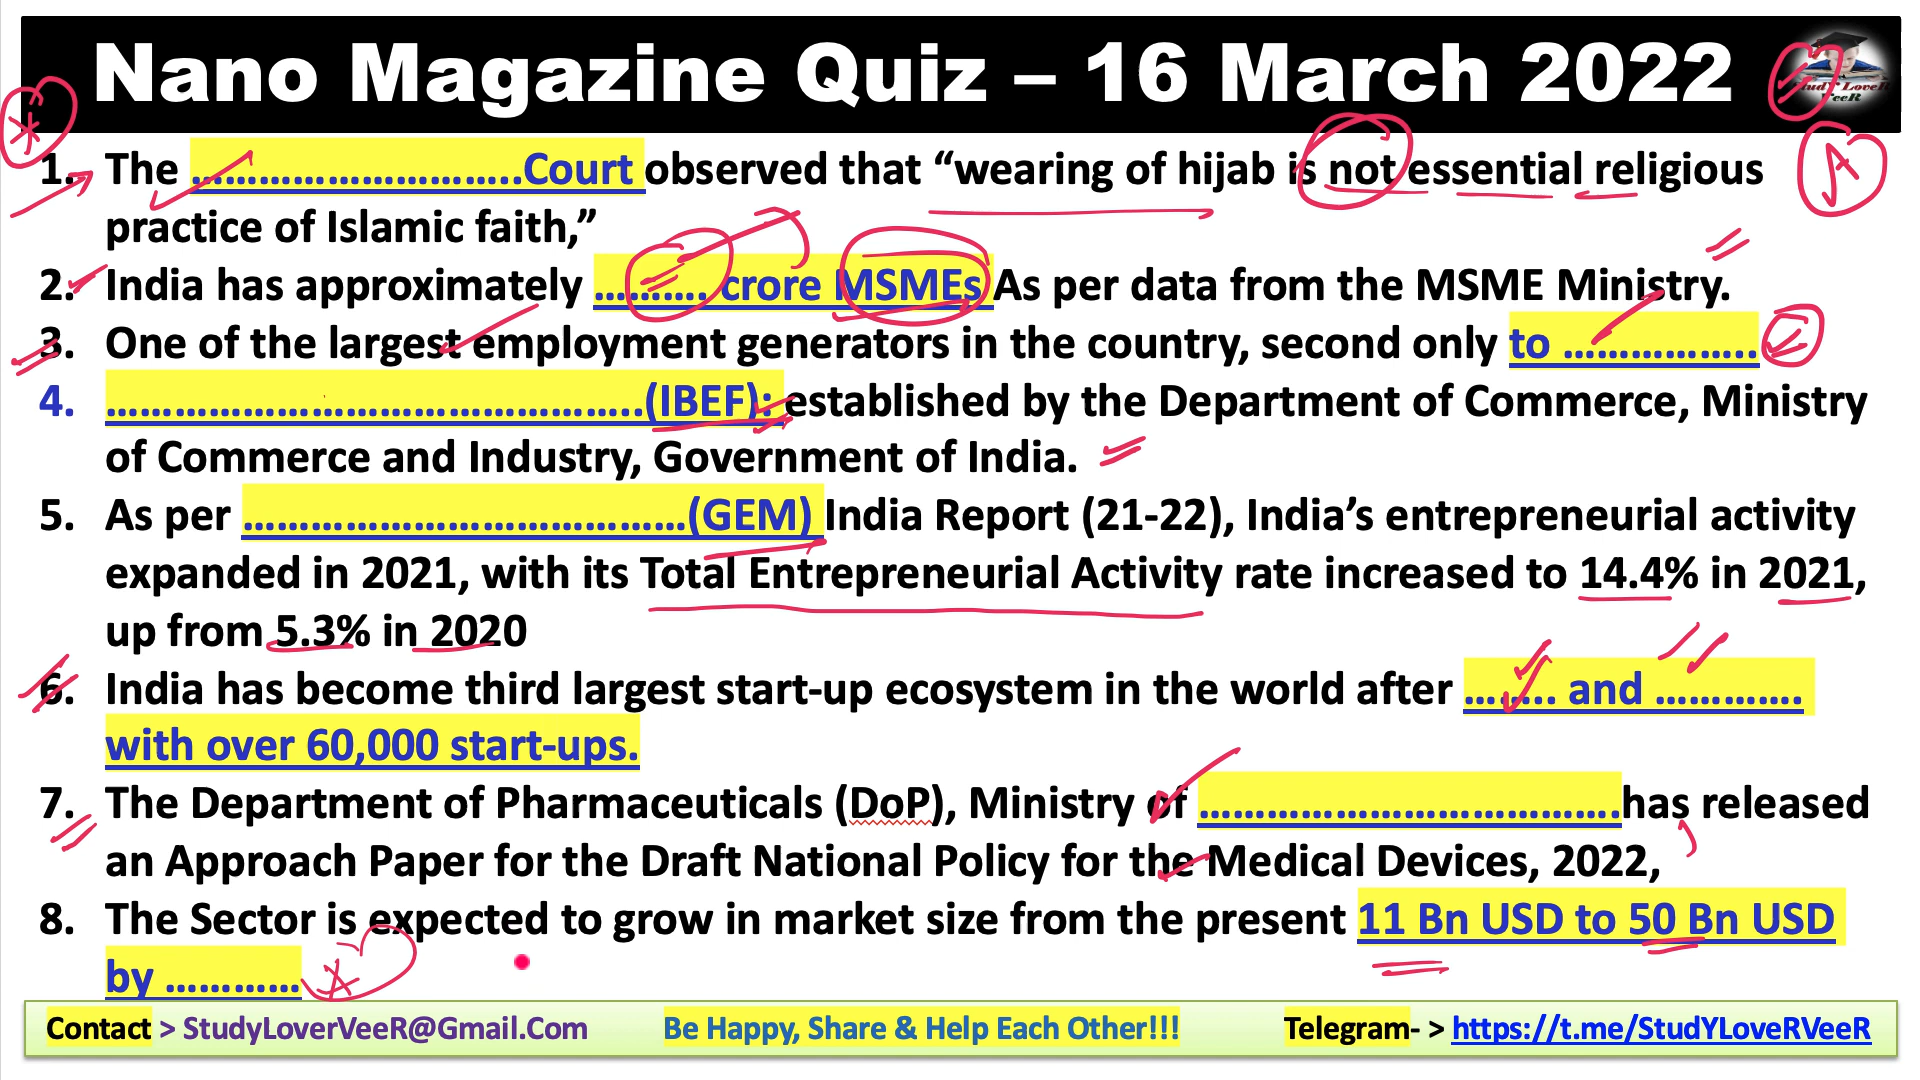 Nano Magazine Quiz – 16 March 2022
StudY LoveR
VeeR
1. The …………………………..Court observed that “wearing of hijab is not essential religious
practice of Islamic faith,”
2. India has approximately ………. crore MSMEs As per data from the MSME Ministry.
3. One of the largest employment generators in the country, second only to ……………..
4. ……………………………………………..(IBEF): established by the Department of Commerce, Ministry
of Commerce and Industry, Government of India.
5. As per …………………………………(GEM) India Report (21-22), India’s entrepreneurial activity
expanded in 2021, with its Total Entrepreneurial Activity rate increased to 14.4% in 2021,
up from 5.3% in 2020
6. India has become third largest start-up ecosystem in the world after …….. and ………….
with over 60,000 start-ups.
7. The Department of Pharmaceuticals (DoP), Ministry of ……………………………….has released
an Approach Paper for the Draft National Policy for the Medical Devices, 2022,
8. The Sector is expected to grow in market size from the present 11 Bn USD to 50 Bn USD
by …………
Contact > StudyLoverVeeR@Gmail.Com Be Happy, Share & Help Each Other!!! Telegram- > https://t.me/StudYLoveRVeeR